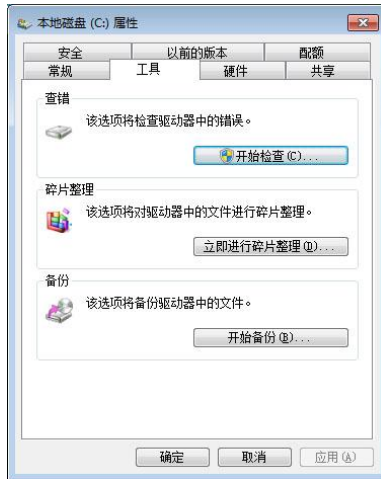 本地磁盘 (C:) 属性
安全 以前的版本 配额
常规 工具 硬件 共享
查错
该选项将检查驱动器中的错误。
开始检查(C)...
碎片整理
该选项将对驱动器中的文件进行碎片整理。
立即进行碎片整理(D)...
备份
该选项将备份驱动器中的文件。
开始备份(B)...
确定 取消 应用(A)